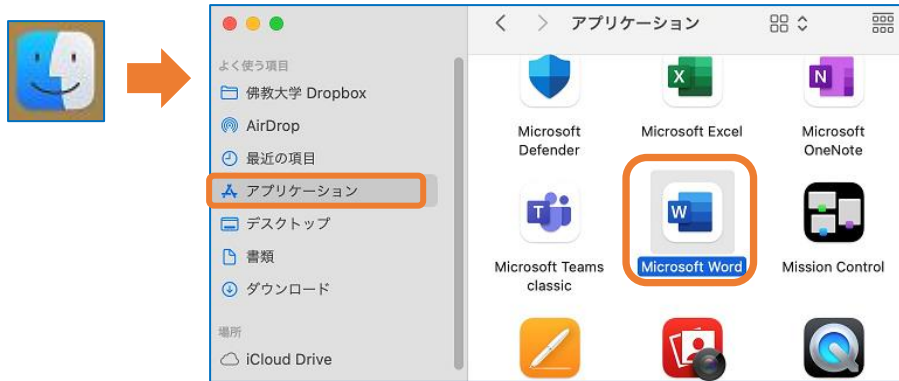 アプリケーション
よく使う項目
佛教大学 Dropbox
AirDrop
最近の項目
アプリケーション
デスクトップ
書類
ダウンロード
場所
iCloud Drive
Microsoft
Defender
Microsoft Excel
Microsoft
OneNote
Microsoft Teams
classic
Microsoft Word
Mission Control
X
N
T
W